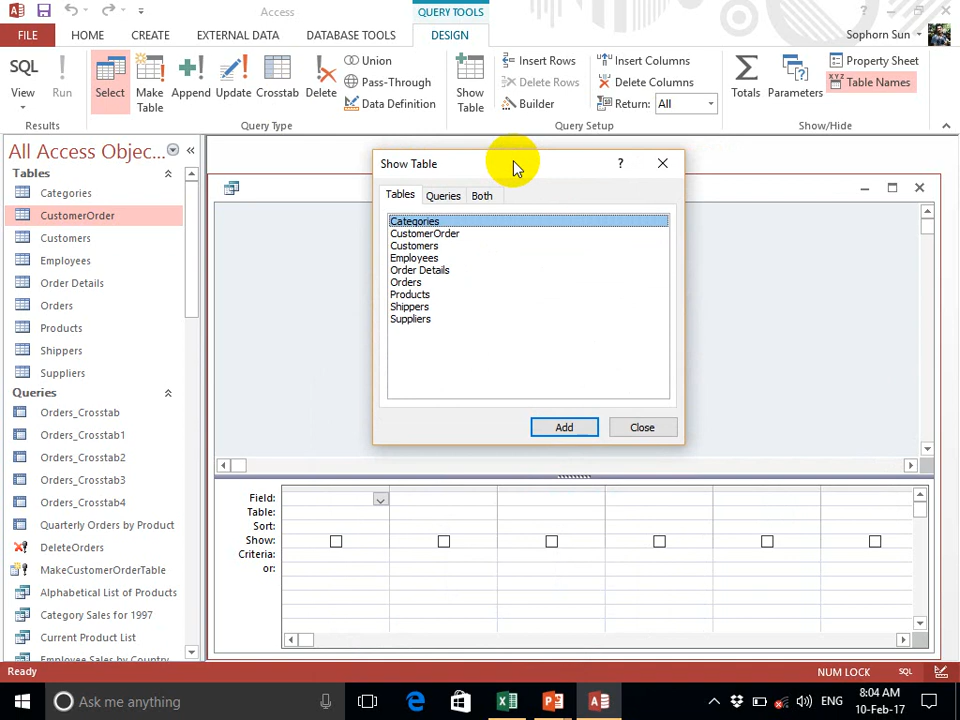 Access
QUERY TOOLS
FILE
HOME
CREATE
EXTERNAL DATA
DATABASE TOOLS
DESIGN
Sophorn Sun
SQL
View
Run
Select
Make Table
Append
Update
Crosstab
Delete
Union
Pass-Through
Data Definition
Show Table
Insert Rows
Delete Rows
Builder
Insert Columns
Delete Columns
Return: All
Totals
Parameters
Property Sheet
XYZ
Table Names
Results
Query Type
Query Setup
Show/Hide
All Access Objec...
Tables
Categories
CustomerOrder
Customers
Employees
Order Details
Orders
Products
Shippers
Suppliers
Queries
Orders_Crosstab
Orders_Crosstab1
Orders_Crosstab2
Orders_Crosstab3
Orders_Crosstab4
Quarterly Orders by Product
DeleteOrders
MakeCustomerOrderTable
Alphabetical List of Products
Category Sales for 1997
Current Product List
Employee Sales by Country
Show Table
?
Tables
Queries
Both
Categories
CustomerOrder
Customers
Employees
Order Details
Orders
Products
Shippers
Suppliers
Add
Close
Field:
Table:
Sort:
Show:
Criteria:
or:
Ready
NUM LOCK
SQL
Ask me anything
ENG
8:04 AM
10-Feb-17